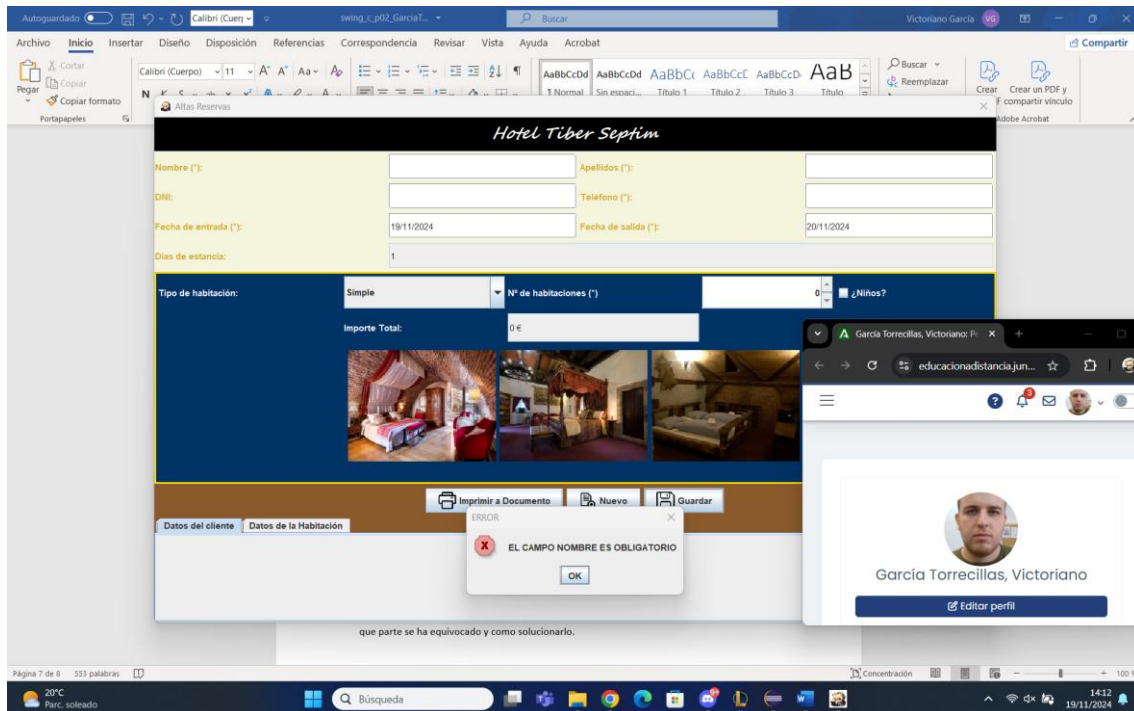 Autoguardado
Calibri (Cuerp
swing_c_p02_GarciaT...
Buscar
Victoriano García
VG
Archivo Inicio Insertar Diseño Disposición Referencias Correspondencia Revisar Vista Ayuda Acrobat
Compartir
Pegar
Cortar
Copiar
Copiar formato
Portapapeles
Calibri (Cuerpo) 11
N K S
AaBbCcDd AaBbCcDd AaBbCc AaBbCcE AaBbCcD AaB
1 Normal Sin espaci... Título 1 Título 2 Título 3 Título
Buscar
Reemplazar
Crear
Crear un PDF y
F compartir vínculo
Adobe Acrobat
Altas Reservas
Hotel Tiber Septim
Nombre (*): Apellidos (*):
DNI: Teléfono (*):
Fecha de entrada (*): 19/11/2024 Fecha de salida (*): 20/11/2024
Dias de estancia: 1
Tipo de habitación: Simple Nº de habitaciones (*) 0 ¿Niños?
Importe Total: 0 €
Imprimir a Documento Nuevo Guardar
Datos del cliente Datos de la Habitación
ERROR
EL CAMPO NOMBRE ES OBLIGATORIO
OK
García Torrecillas, Victoriano: P
educacionadistancia.jun...
3
García Torrecillas, Victoriano
Editar perfil
que parte se ha equivocado y como solucionarlo.
Página 7 de 8 553 palabras
Concentración
100 %
20°C
Parc. soleado
Búsqueda
14:12
19/11/2024